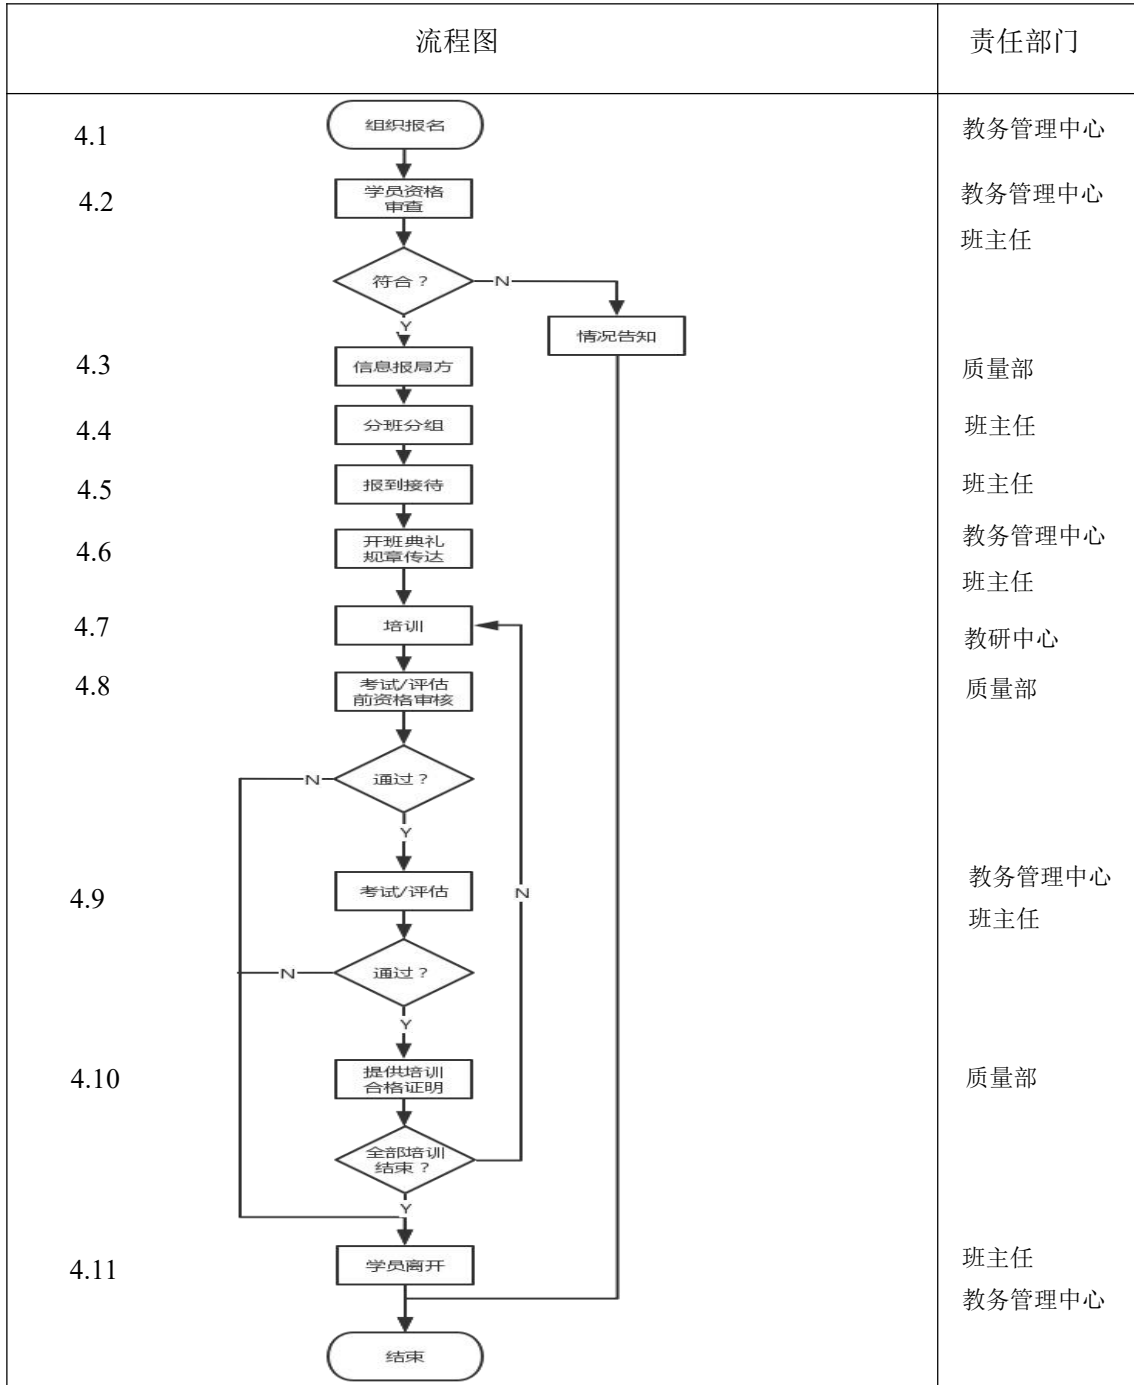 流程图
责任部门
4.1
组织报名
教务管理中心
4.2
学员资格
审查
教务管理中心
班主任
符合？
N
Y
情况告知
4.3
信息报局方
质量部
4.4
分班分组
班主任
4.5
报到接待
班主任
4.6
开班典礼
规章传达
教务管理中心
班主任
4.7
培训
教研中心
4.8
考试/评估
前资格审核
质量部
通过？
N
Y
4.9
考试/评估
N
教务管理中心
班主任
通过？
N
Y
4.10
提供培训
合格证明
质量部
全部培训
结束？
Y
4.11
学员离开
班主任
教务管理中心
结束